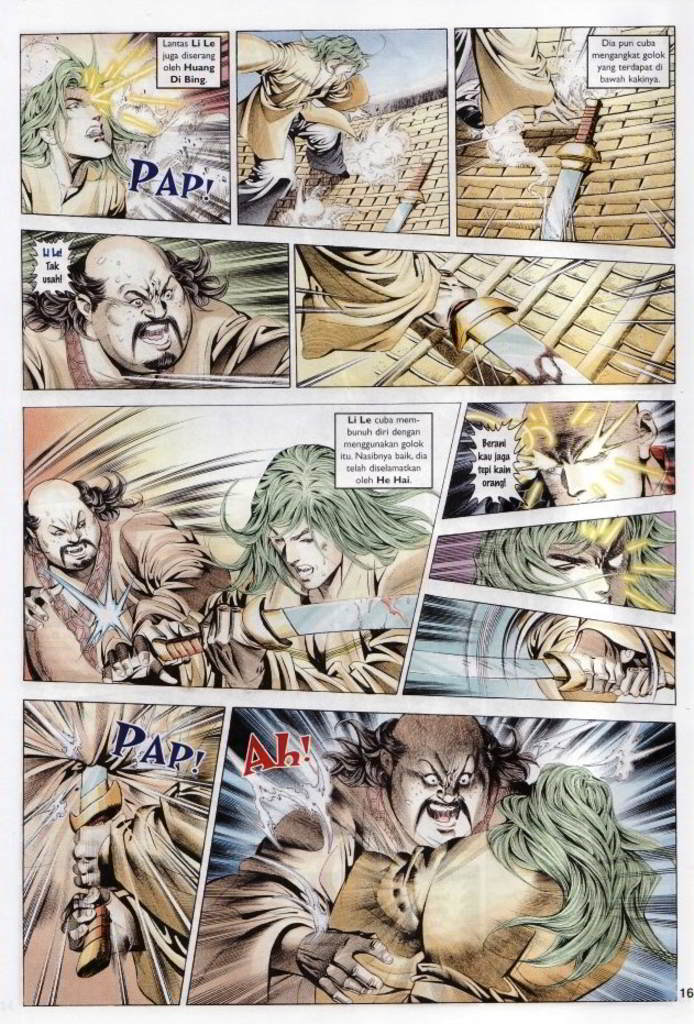 Lantas Li Le
juga diserang
oleh Huang
Di Bing.
PAP!
Dia pun cuba
mengangkat golok
yang terdapat di
bawah kakinya.
Li Le!
Tak
usah!
Li Le cuba mem-
bunuh diri dengan
menggunakan golok
itu. Nasibnya baik, dia
telah diselamatkan
oleh He Hai.
Berani
kau jaga
tepi kain
orang!
PAP!
Ah!
16